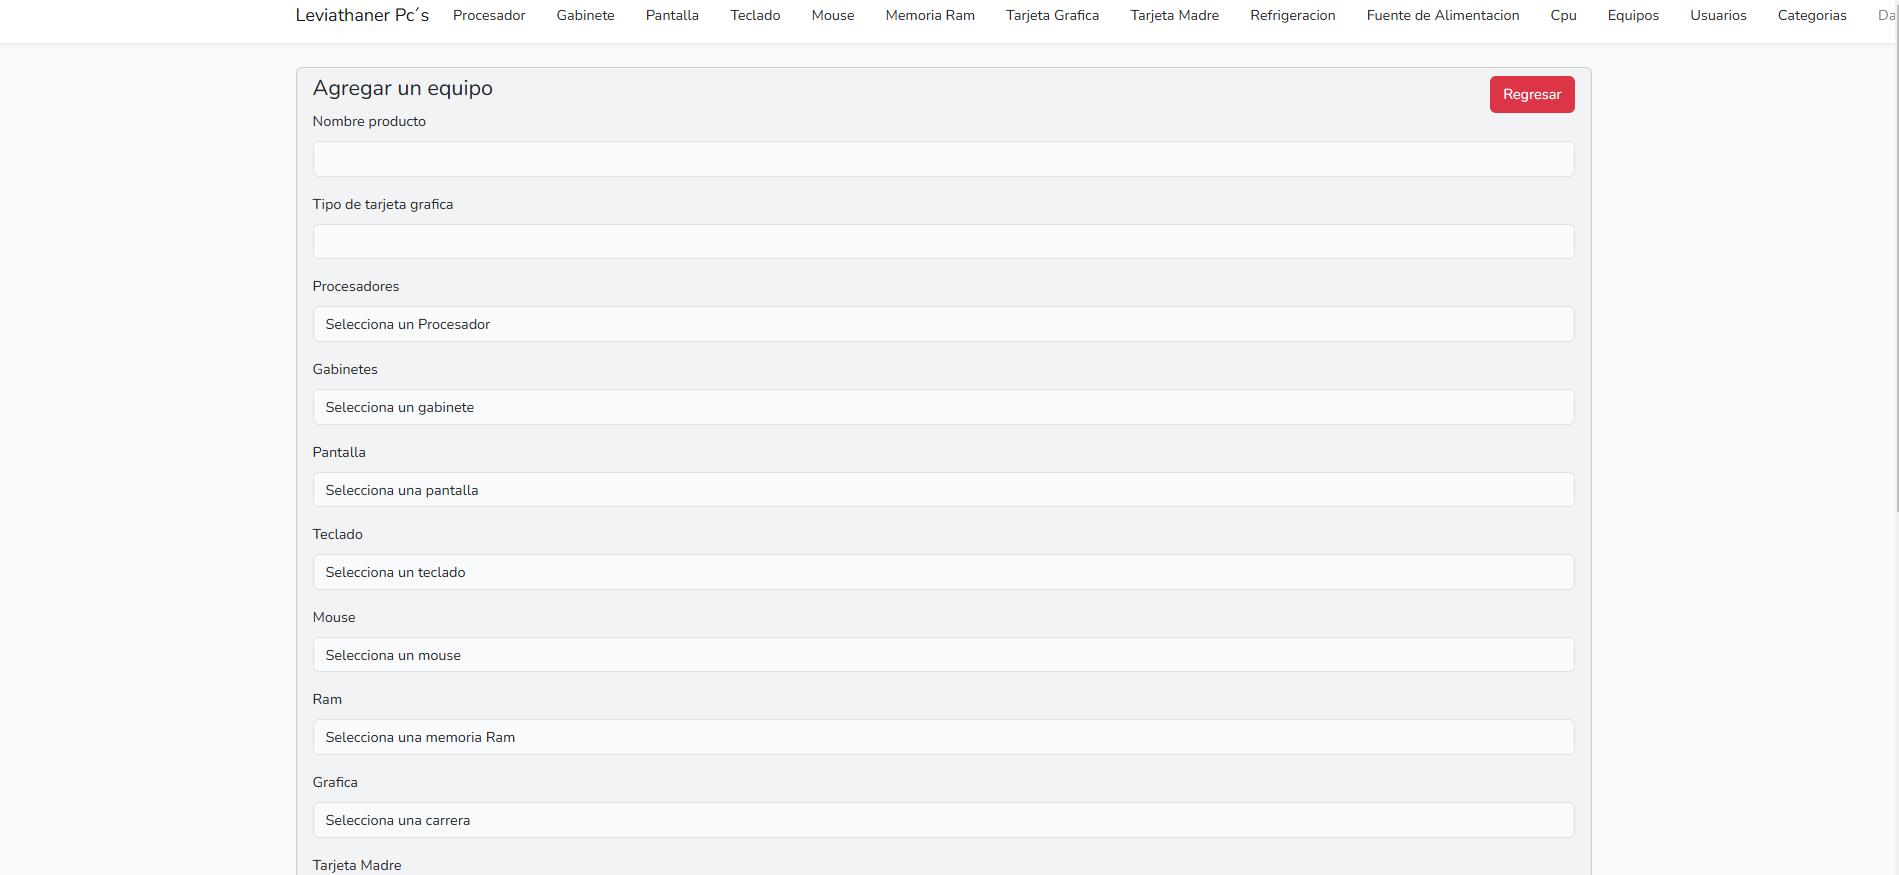 Leviathaner Pc´s Procesador Gabinete Pantalla Teclado Mouse Memoria Ram Tarjeta Grafica Tarjeta Madre Refrigeracion Fuente de Alimentacion Cpu Equipos Usuarios Categorias
Agregar un equipo
Regresar
Nombre producto
Tipo de tarjeta grafica
Procesadores
Selecciona un Procesador
Gabinetes
Selecciona un gabinete
Pantalla
Selecciona una pantalla
Teclado
Selecciona un teclado
Mouse
Selecciona un mouse
Ram
Selecciona una memoria Ram
Grafica
Selecciona una carrera
Tarjeta Madre